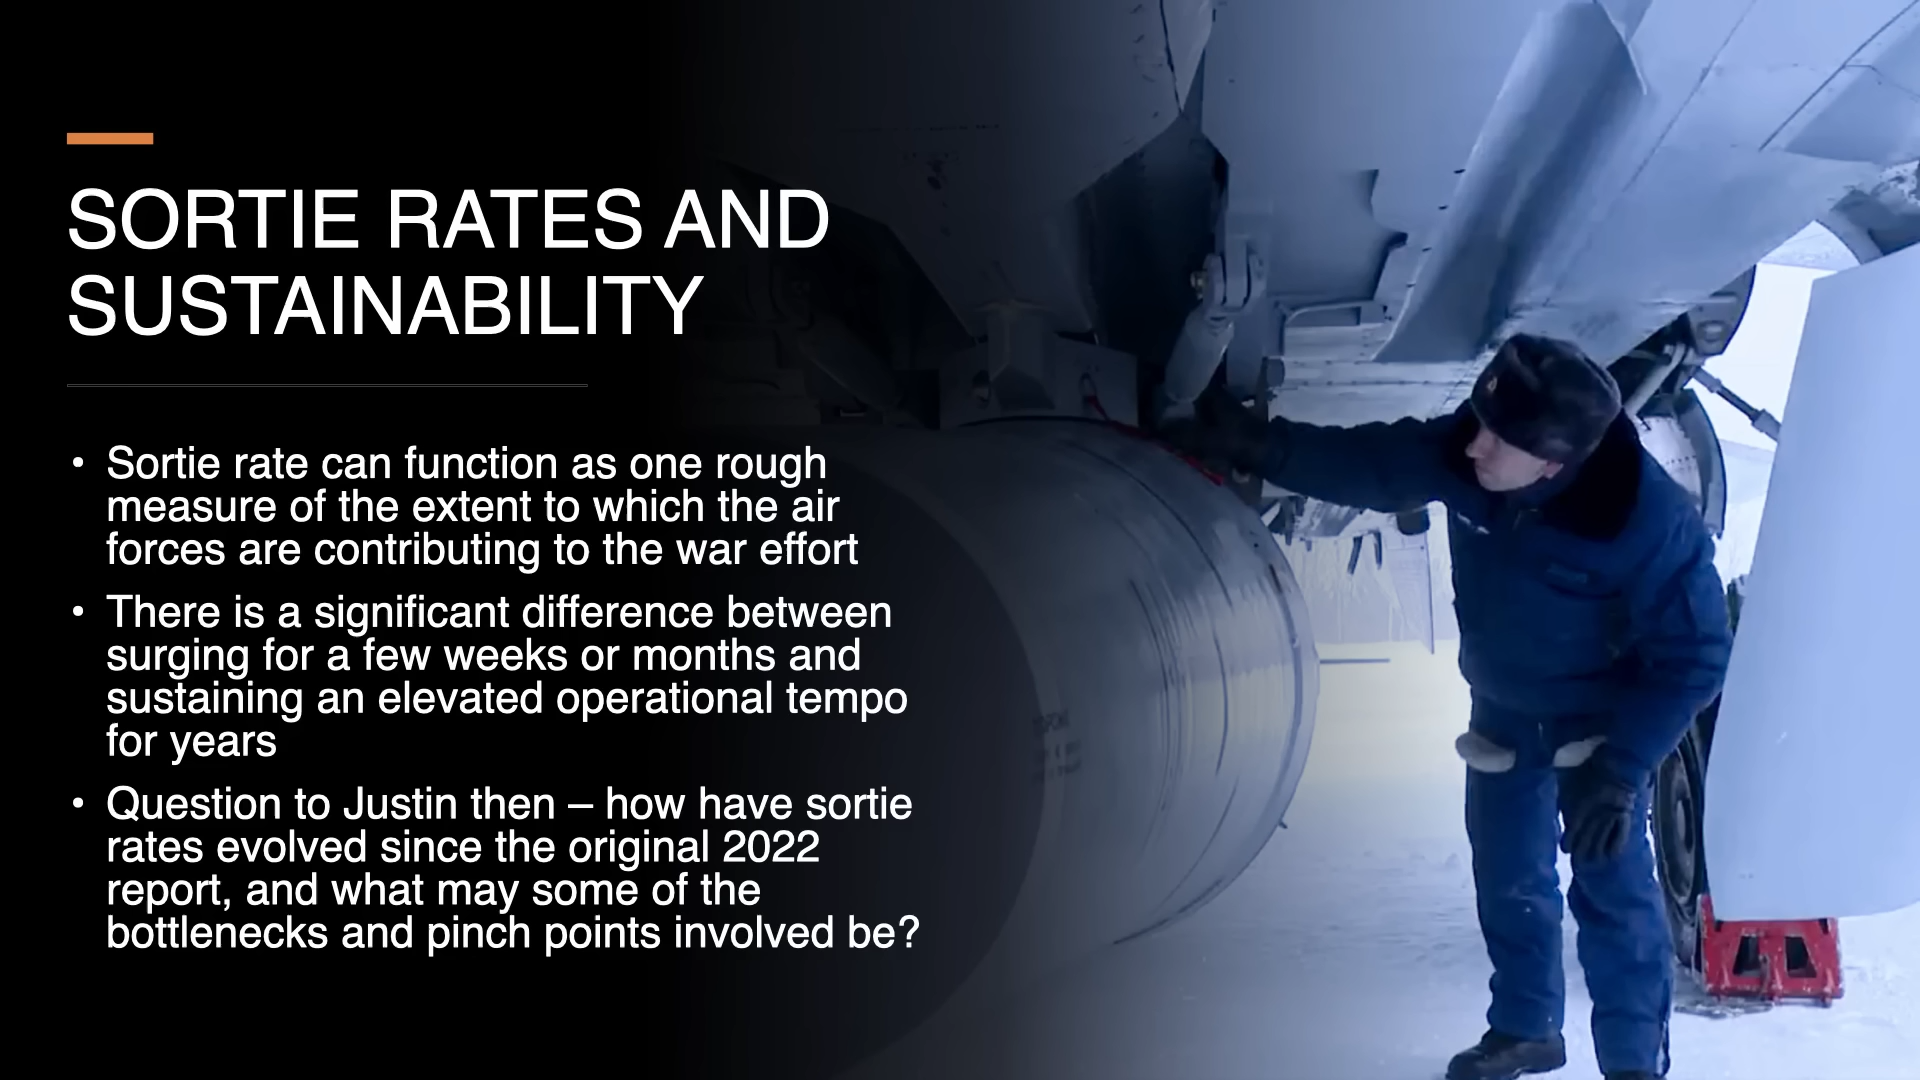 SORTIE RATES AND
SUSTAINABILITY
• Sortie rate can function as one rough
measure of the extent to which the air
forces are contributing to the war effort
• There is a significant difference between
surging for a few weeks or months and
sustaining an elevated operational tempo
for years
• Question to Justin then – how have sortie
rates evolved since the original 2022
report, and what may some of the
bottlenecks and pinch points involved be?